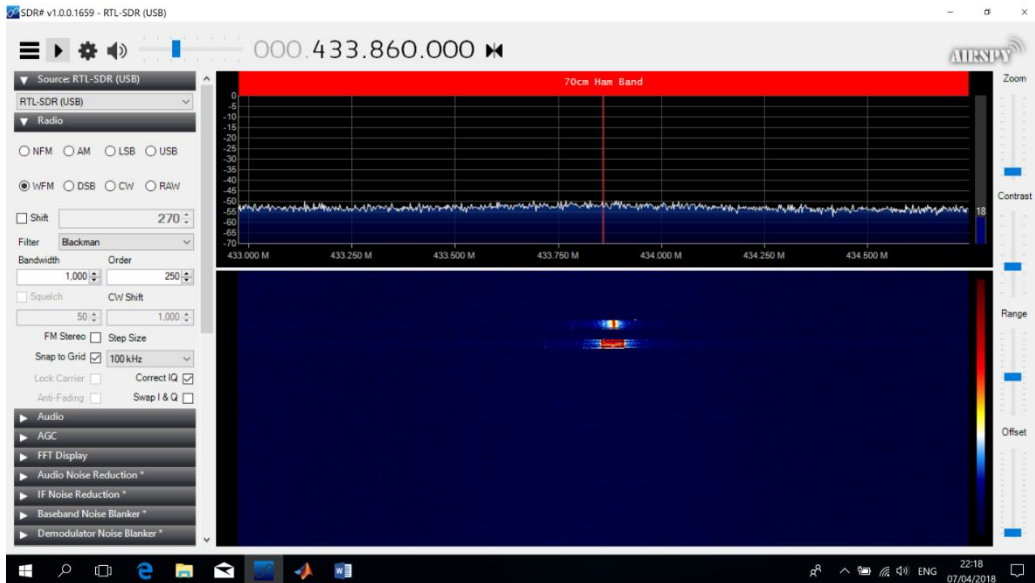 SDR# v1.0.0.1659 - RTL-SDR (USB)
000.433.860.000
AIRSPY
Source: RTL-SDR (USB)
RTL-SDR (USB)
Radio
NFM AM LSB USB
WFM DSB CW RAW
Shift 270
Filter Blackman
Bandwidth Order
1,000 250
Squelch CW Shift
50 1,000
FM Stereo Step Size
Snap to Grid 100 kHz
Lock Carrier Correct IQ
Anti-Fading Swap I & Q
Audio
AGC
FFT Display
Audio Noise Reduction *
IF Noise Reduction *
Baseband Noise Blanker *
Demodulator Noise Blanker *
70cm Ham Band
0
-5
-10
-15
-20
-25
-30
-35
-40
-45
-50
-55
-60
-65
-70
18
433.000 M 433.250 M 433.500 M 433.750 M 434.000 M 434.250 M 434.500 M
Zoom
Contrast
Range
Offset
ENG
22:18
07/04/2018